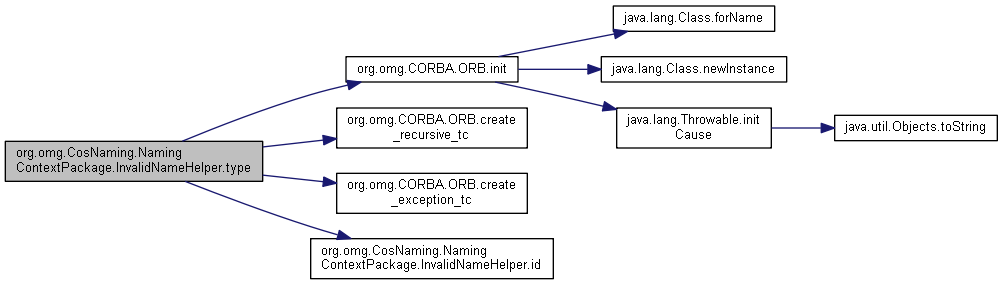 java.lang.Class.forName
org.omg.CORBA.ORB.init
java.lang.Class.newInstance
org.omg.CORBA.ORB.create
_recursive_tc
java.lang.Throwable.init
Cause
java.util.Objects.toString
org.omg.CosNaming.Naming
ContextPackage.InvalidNameHelper.type
org.omg.CORBA.ORB.create
_exception_tc
org.omg.CosNaming.Naming
ContextPackage.InvalidNameHelper.id